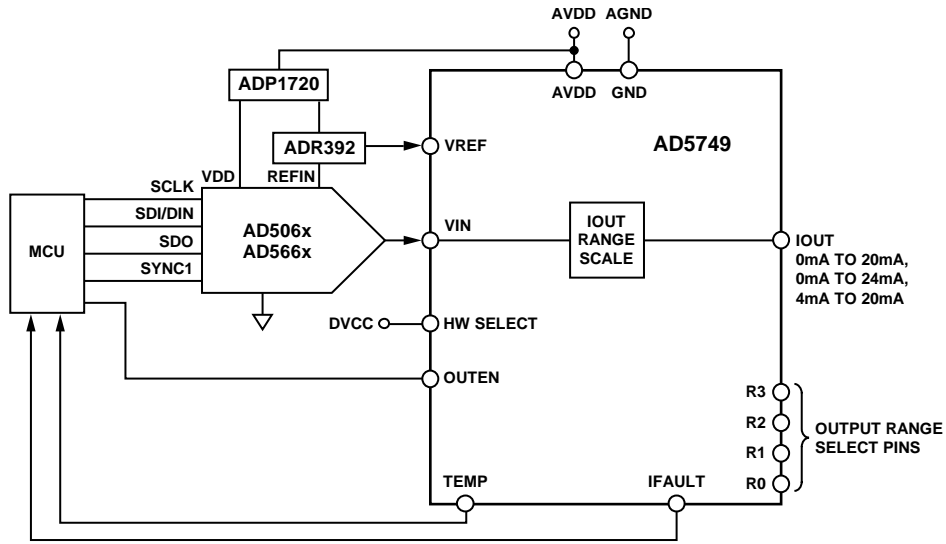 AVDD AGND
ADP1720
AVDD GND
AD5749
ADR392
VREF
VDD REFIN
SCLK
SDI/DIN
SDO
SYNC1
MCU
AD506x
AD566x
VIN
IOUT
RANGE
SCALE
IOUT
0mA TO 20mA,
0mA TO 24mA,
4mA TO 20mA
DVCC
HW SELECT
OUTEN
R3
R2
R1
R0
OUTPUT RANGE
SELECT PINS
TEMP
IFAULT